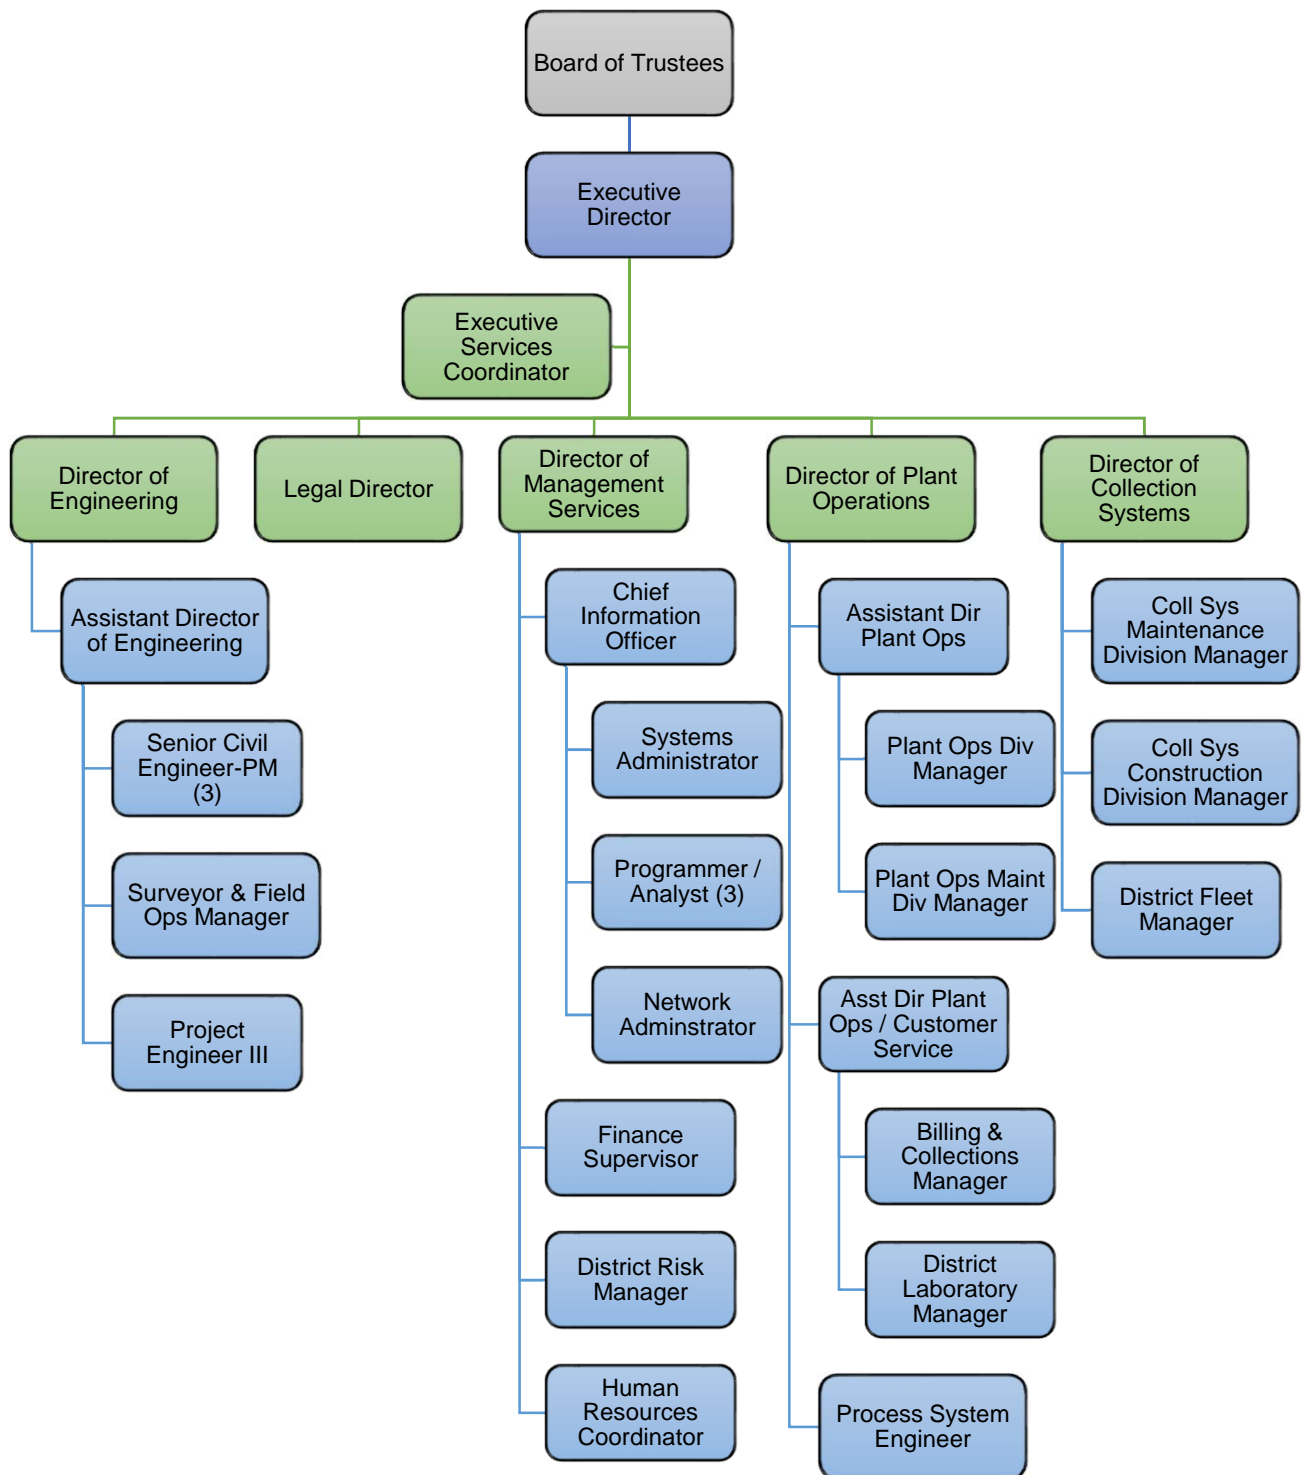 Board of Trustees
Executive
Director
Executive
Services
Coordinator
Director of
Engineering
Legal Director
Director of
Management
Services
Director of Plant
Operations
Director of
Collection
Systems
Assistant Director
of Engineering
Senior Civil
Engineer-PM
(3)
Surveyor & Field
Ops Manager
Project
Engineer III
Chief
Information
Officer
Systems
Administrator
Programmer /
Analyst (3)
Network
Adminstrator
Finance
Supervisor
District Risk
Manager
Human
Resources
Coordinator
Assistant Dir
Plant Ops
Plant Ops Div
Manager
Plant Ops Maint
Div Manager
Asst Dir Plant
Ops / Customer
Service
Billing &
Collections
Manager
District
Laboratory
Manager
Process System
Engineer
Coll Sys
Maintenance
Division Manager
Coll Sys
Construction
Division Manager
District Fleet
Manager